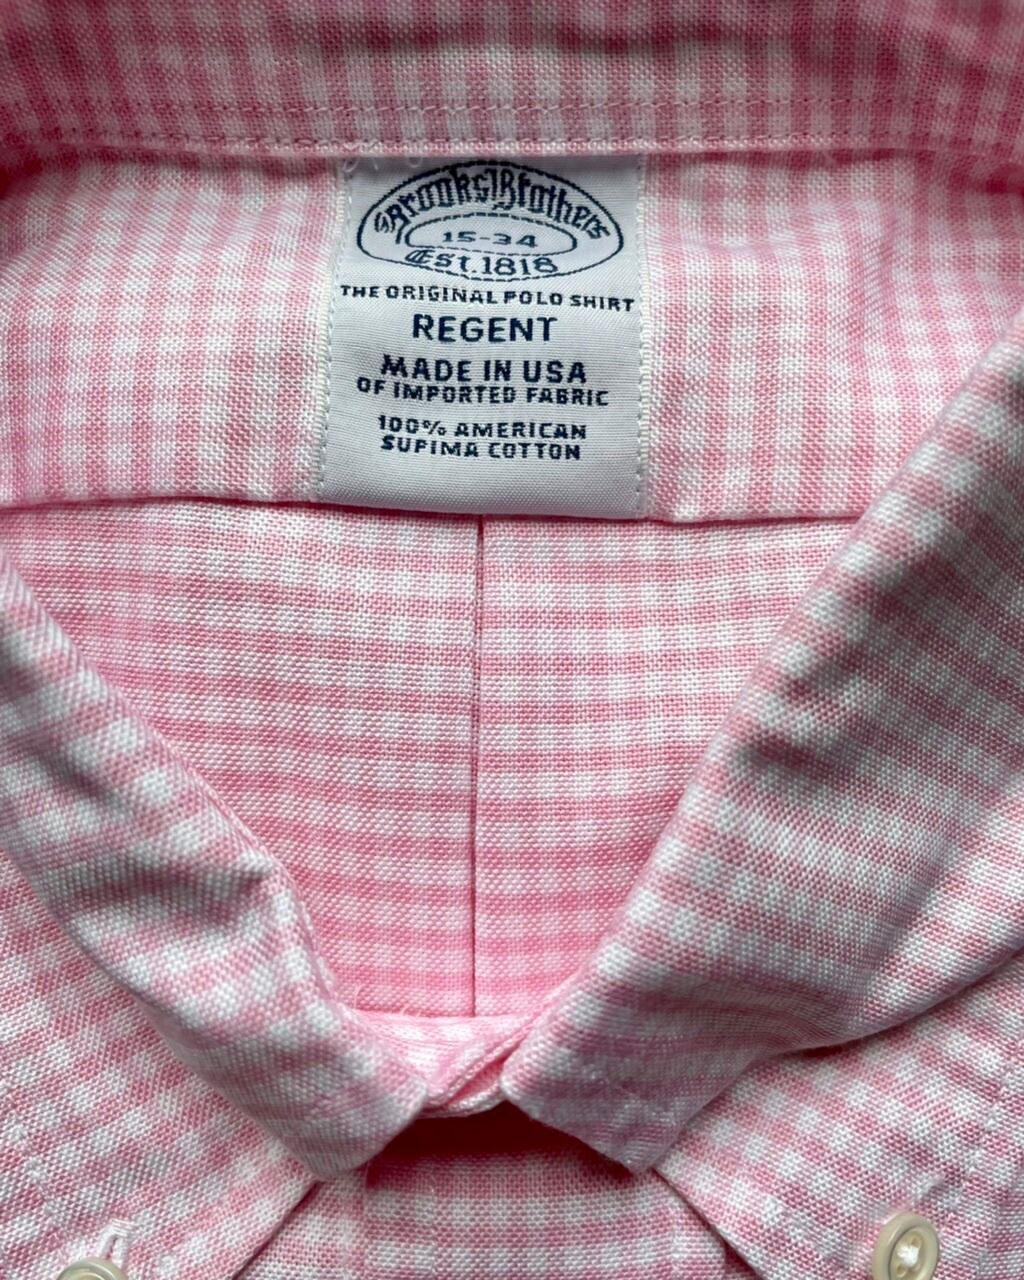 Brooks Brothers
15-34
Est. 1818
THE ORIGINAL POLO SHIRT
REGENT
MADE IN USA
OF IMPORTED FABRIC
100% AMERICAN
SUPIMA COTTON